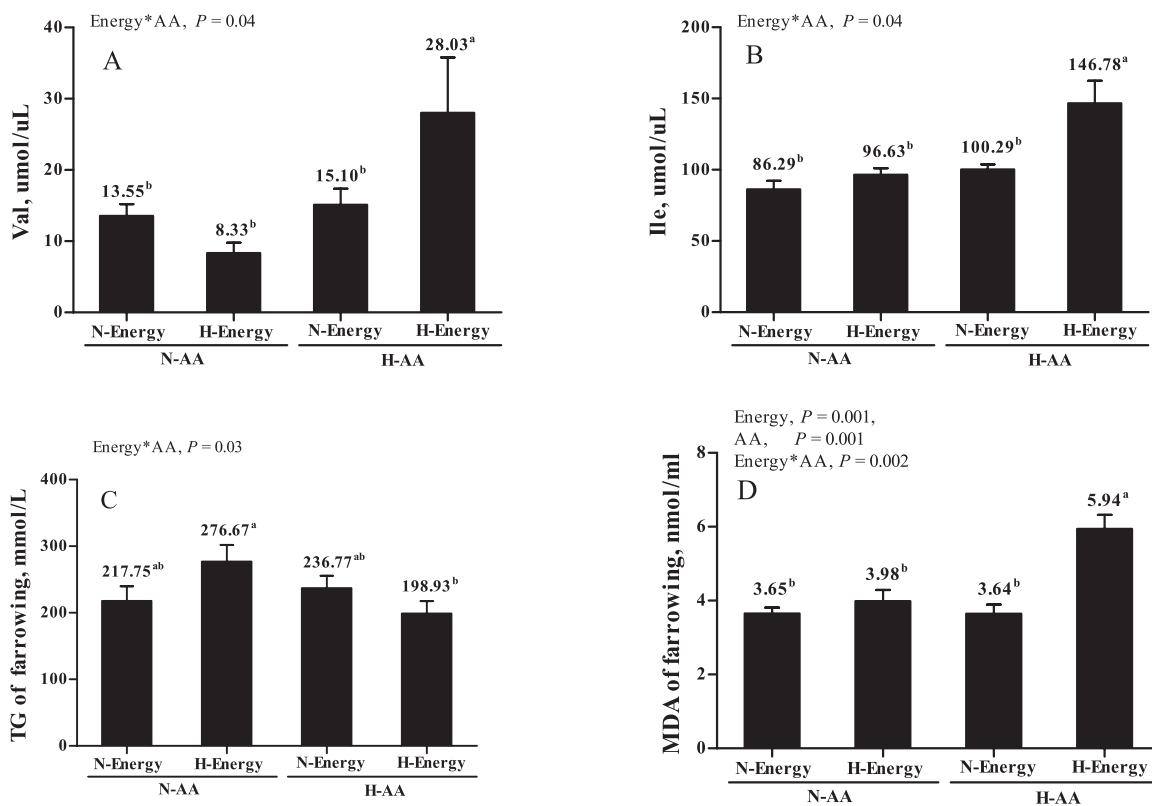 Energy*AA, P = 0.04
A
Val, umol/uL
40
30
20
10
0
13.55b
8.33b
15.10b
28.03a
N-Energy H-Energy N-Energy H-Energy
N-AA H-AA
Energy*AA, P = 0.04
B
Ile, umol/uL
200
150
100
50
0
86.29b
96.63b
100.29b
146.78a
N-Energy H-Energy N-Energy H-Energy
N-AA H-AA
Energy*AA, P = 0.03
C
TG of farrowing, mmol/L
400
300
200
100
0
217.75ab
276.67a
236.77ab
198.93b
N-Energy H-Energy N-Energy H-Energy
N-AA H-AA
Energy, P = 0.001,
AA, P = 0.001
Energy*AA, P = 0.002
D
MDA of farrowing, nmol/ml
8
6
4
2
0
3.65b
3.98b
3.64b
5.94a
N-Energy H-Energy N-Energy H-Energy
N-AA H-AA